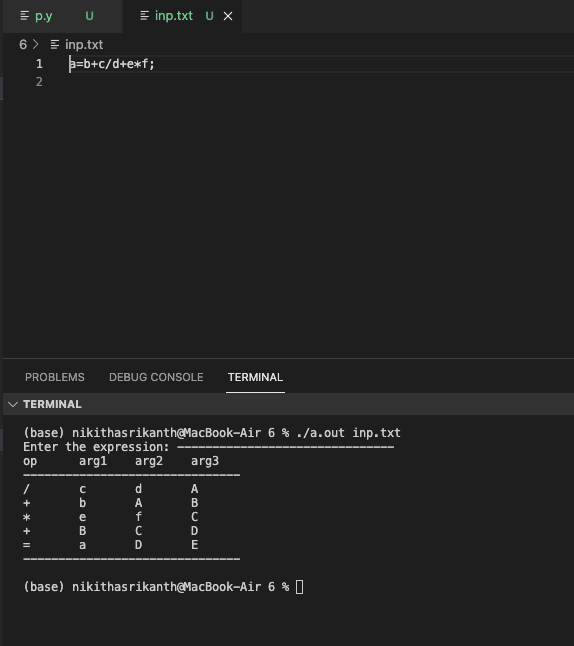 p.y U inp.txt U
6 > inp.txt
1 a=b+c/d+e*f;
2
PROBLEMS DEBUG CONSOLE TERMINAL
TERMINAL
(base) nikithasrikanth@MacBook-Air 6 % ./a.out inp.txt
Enter the expression: -------------------------------
op arg1 arg2 arg3
-------------------------------
/ c d A
+ b A B
* e f C
+ B C D
= a D E
-------------------------------
(base) nikithasrikanth@MacBook-Air 6 %